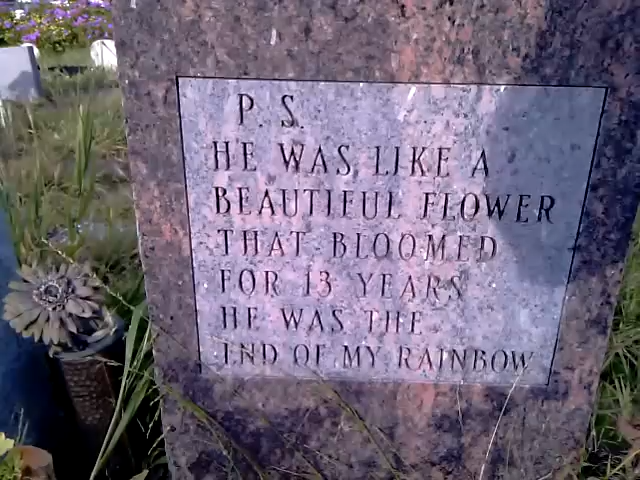 P. S.
HE WAS LIKE A
BEAUTIFUL FLOWER
THAT BLOOMED
FOR 13 YEARS
HE WAS THE
END OF MY RAINBOW